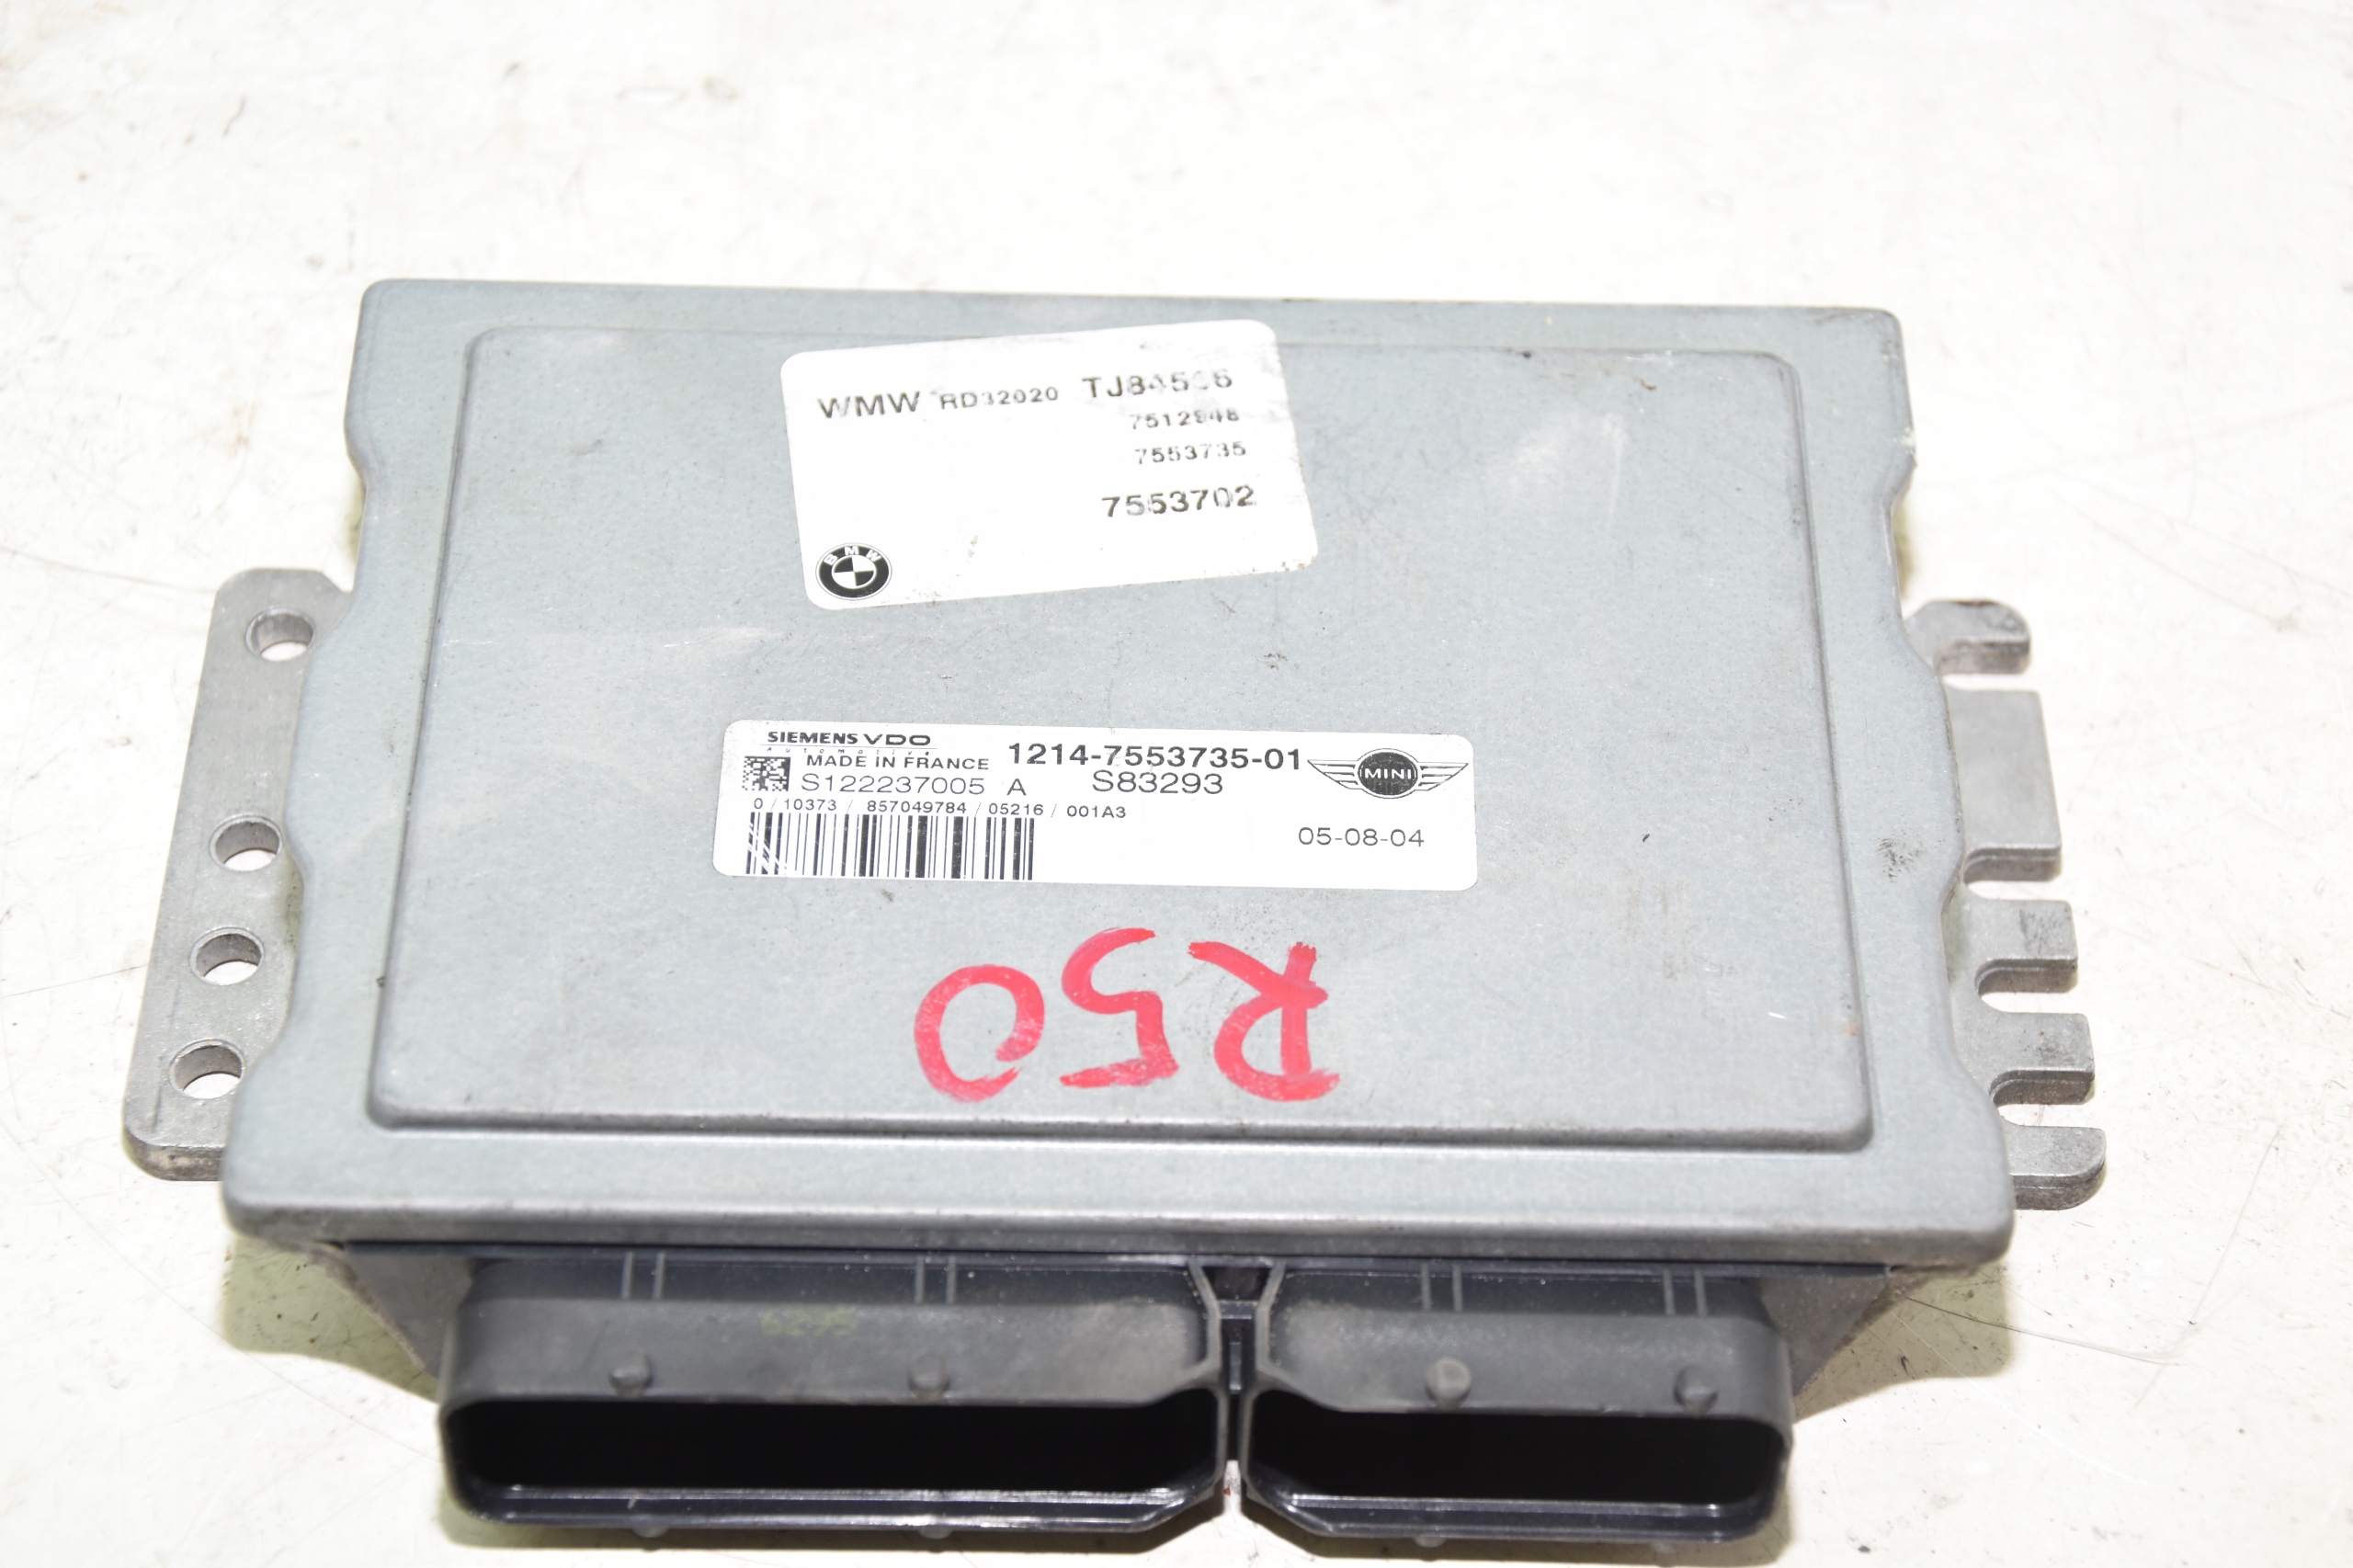 WMW RD32020
7553735
7553702
BMW
SIEMENS VDO
Automotive
MADE IN FRANCE
1214-7553735-01
S122237005 A S83293
MINI
0 / 10373 / 857049784 / 05216 / 001A3
05-08-04
R50